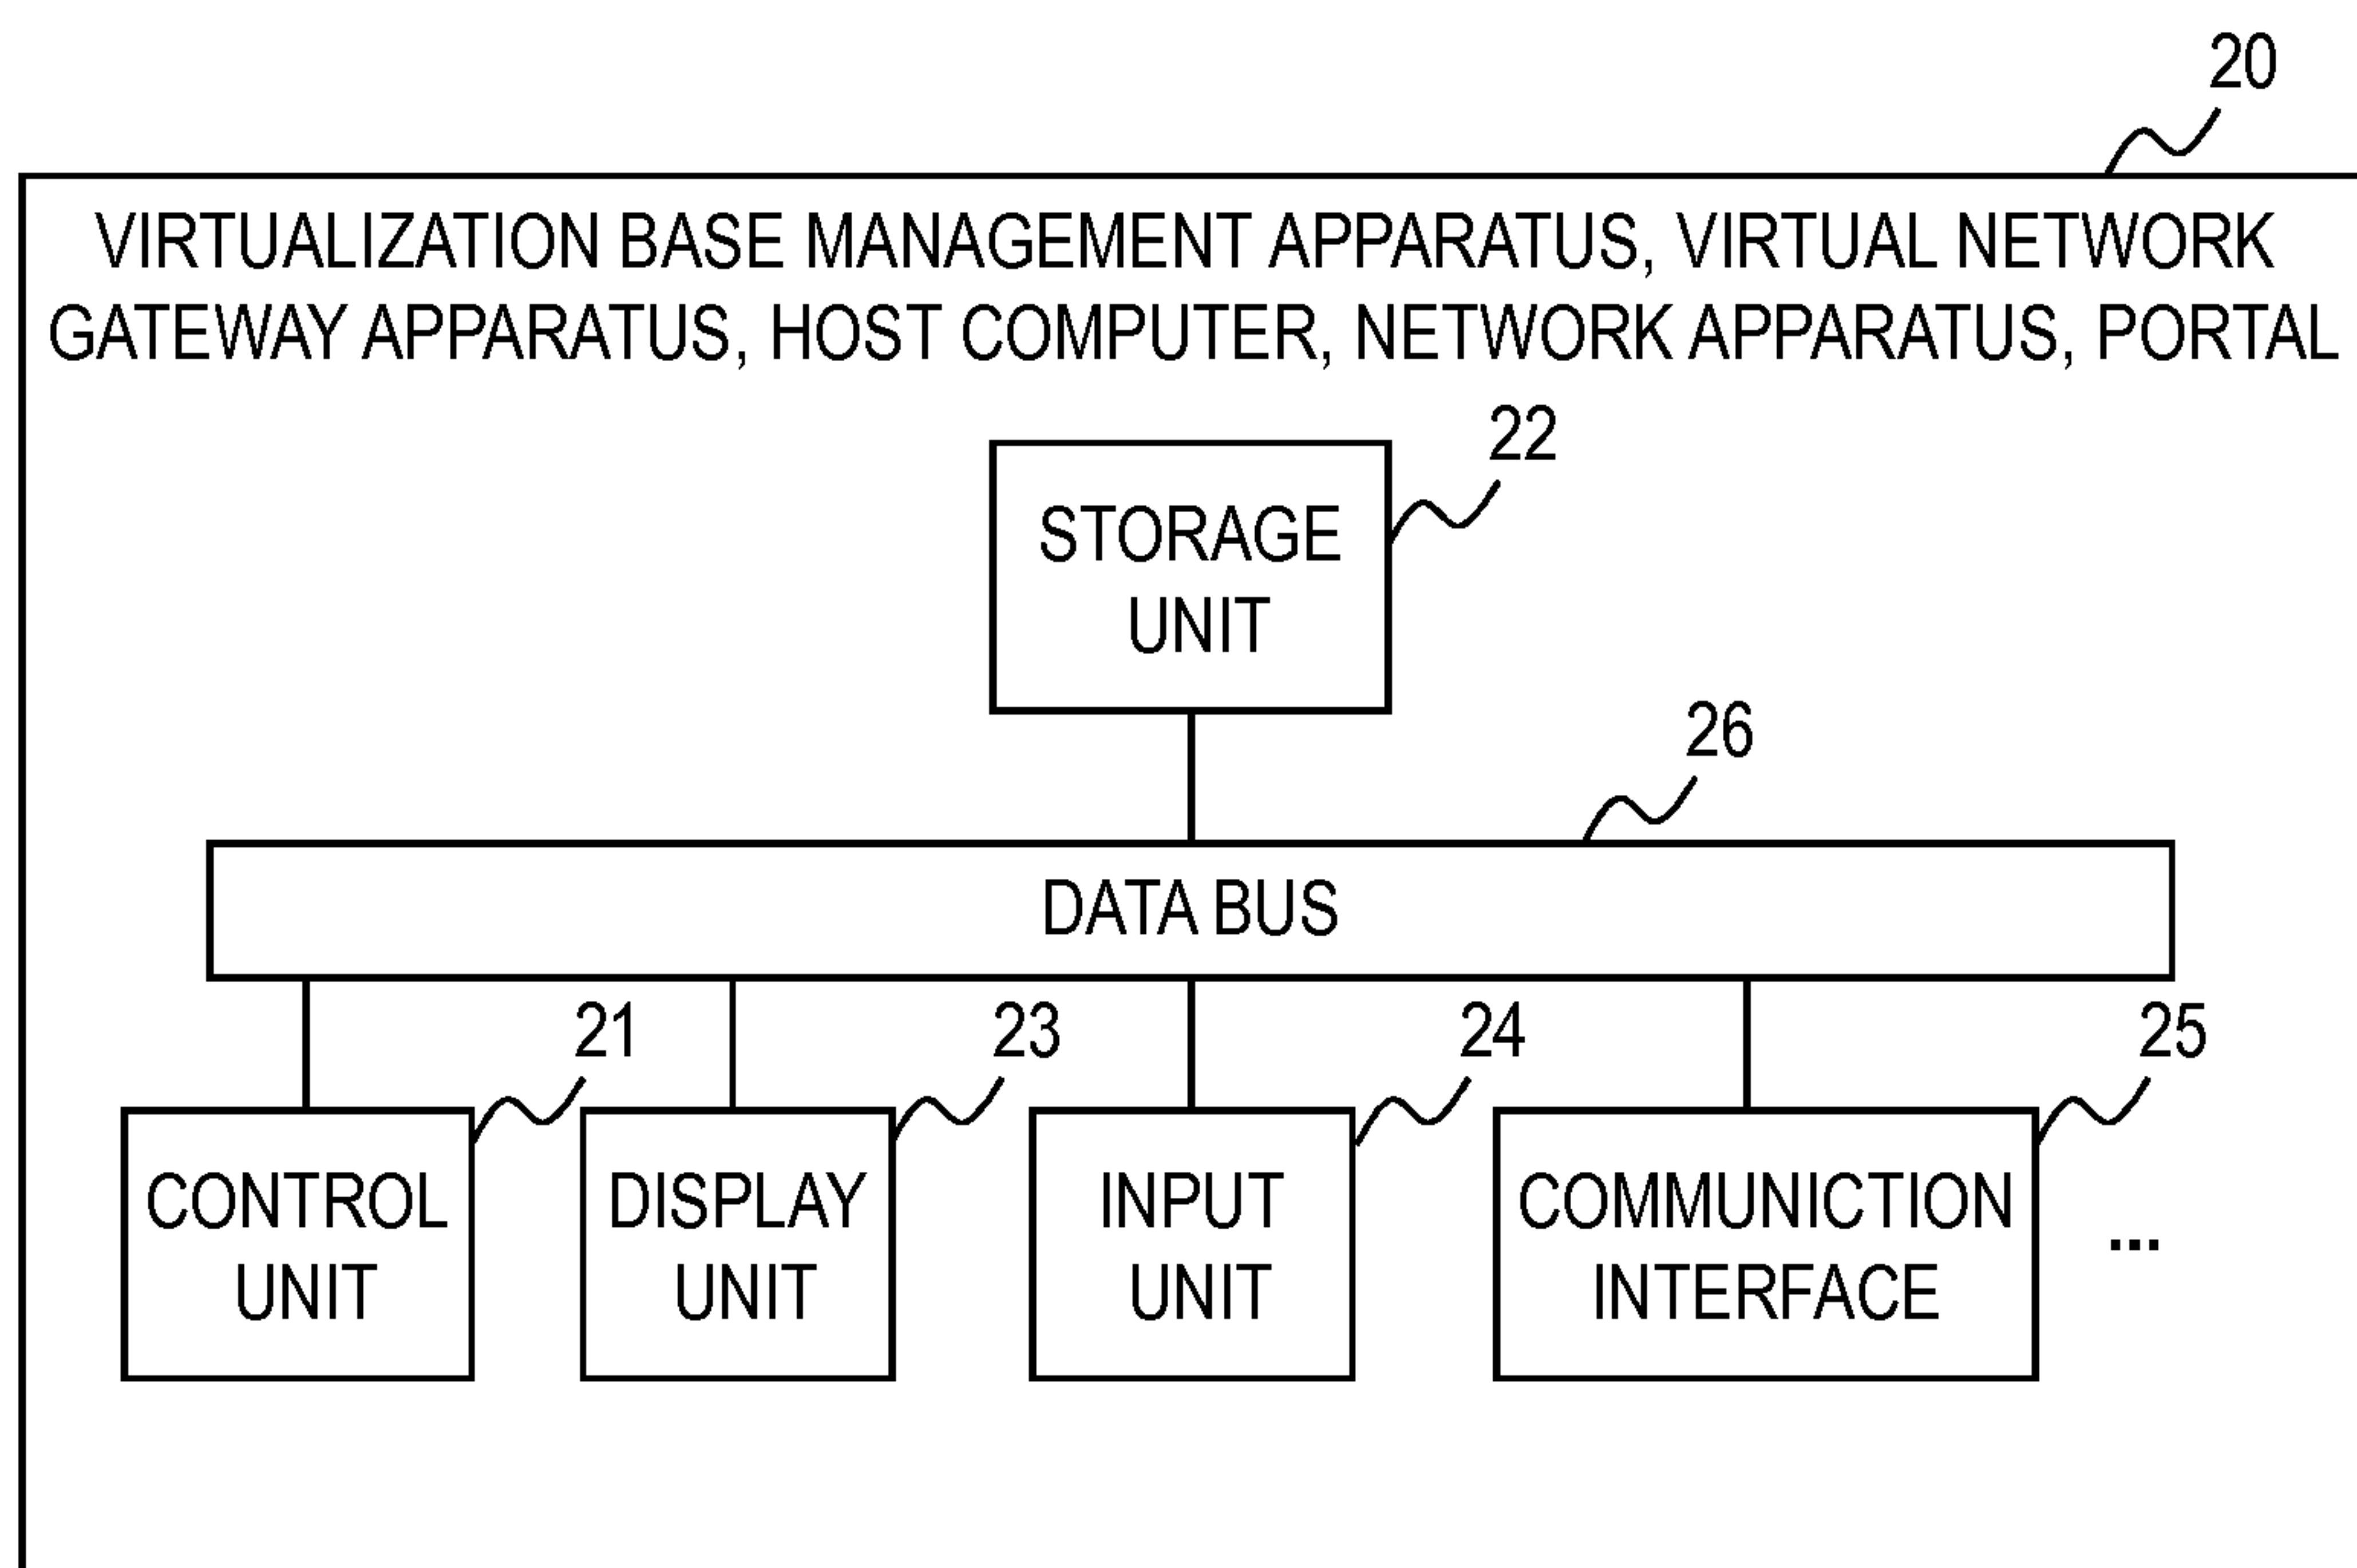 20
VIRTUALIZATION BASE MANAGEMENT APPARATUS, VIRTUAL NETWORK
GATEWAY APPARATUS, HOST COMPUTER, NETWORK APPARATUS, PORTAL
22
STORAGE
UNIT
26
DATA BUS
21
23
24
25
CONTROL
UNIT
DISPLAY
UNIT
INPUT
UNIT
COMMUNICTION
INTERFACE
...